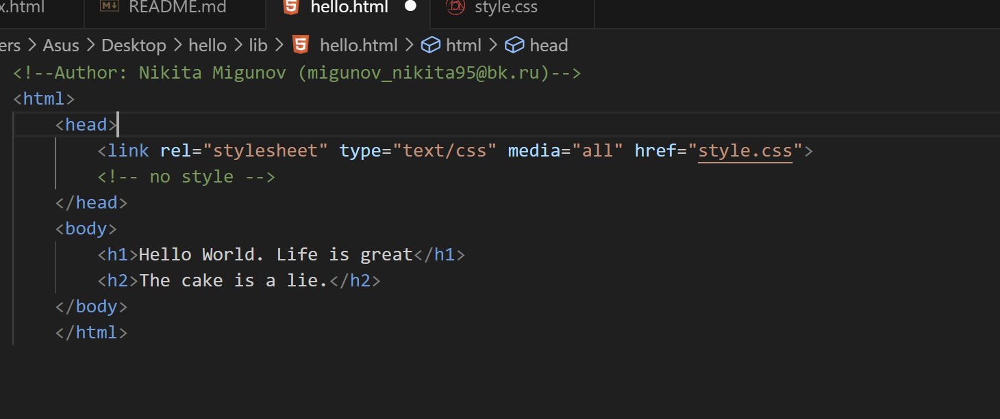 x.html README.md hello.html style.css
ers > Asus > Desktop > hello > lib > hello.html > html > head
<!--Author: Nikita Migunov (migunov_nikita95@bk.ru)-->
<html>
    <head>
        <link rel="stylesheet" type="text/css" media="all" href="style.css">
        <!-- no style -->
    </head>
    <body>
        <h1>Hello World. Life is great</h1>
        <h2>The cake is a lie.</h2>
    </body>
    </html>